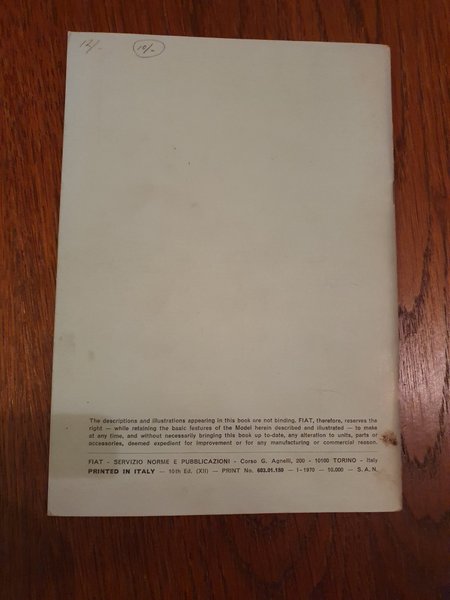 12/- 10/-
The descriptions and illustrations appearing in this book are not binding. FIAT, therefore, reserves the
right — while retaining the basic features of the Model herein described and illustrated — to make
at any time, and without necessarily bringing this book up to-date, any alteration to units, parts or
accessories, deemed expedient for improvement or for any manufacturing or commercial reason.
FIAT - SERVIZIO NORME E PUBBLICAZIONI - Corso G. Agnelli, 200 - 10100 TORINO - Italy
PRINTED IN ITALY — 10th Ed. (XII) — PRINT No. 603.01.180 — I-1970 — 10.000 — S.A.N.